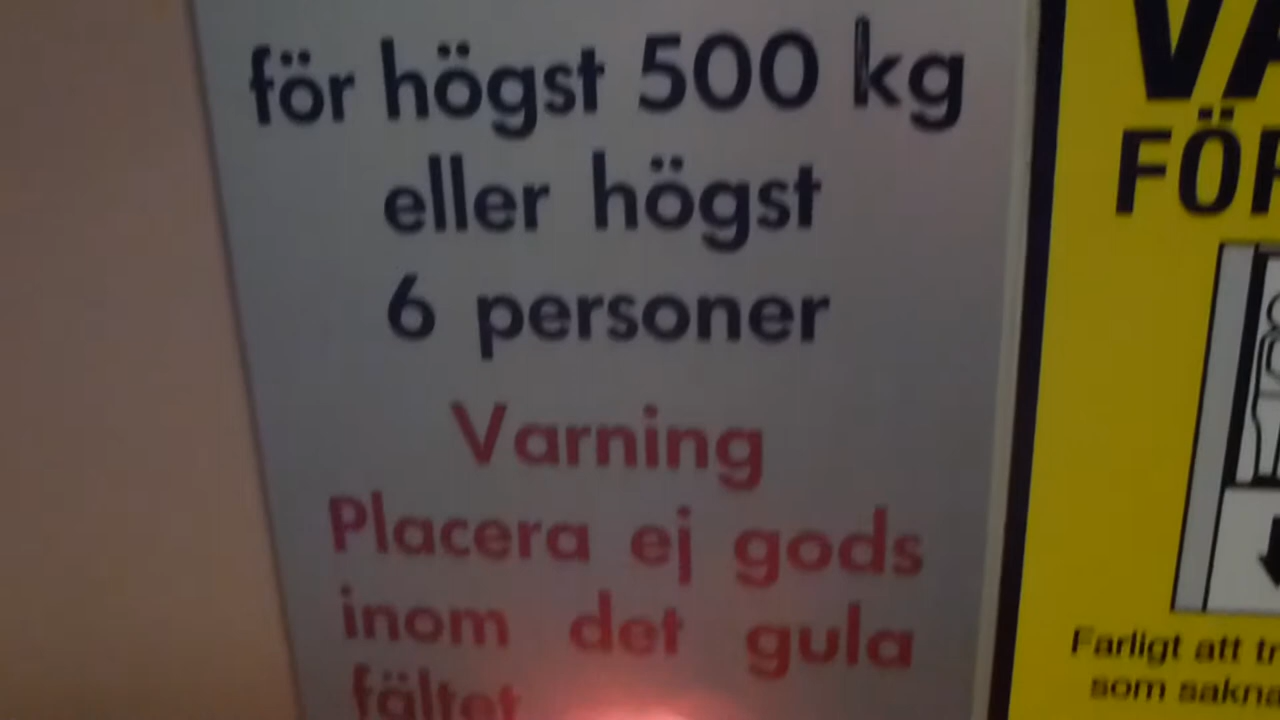 för högst 500 kg
eller högst
6 personer
Varning
Placera ej gods
inom det gula
fältet
FÖR
Farligt att
som